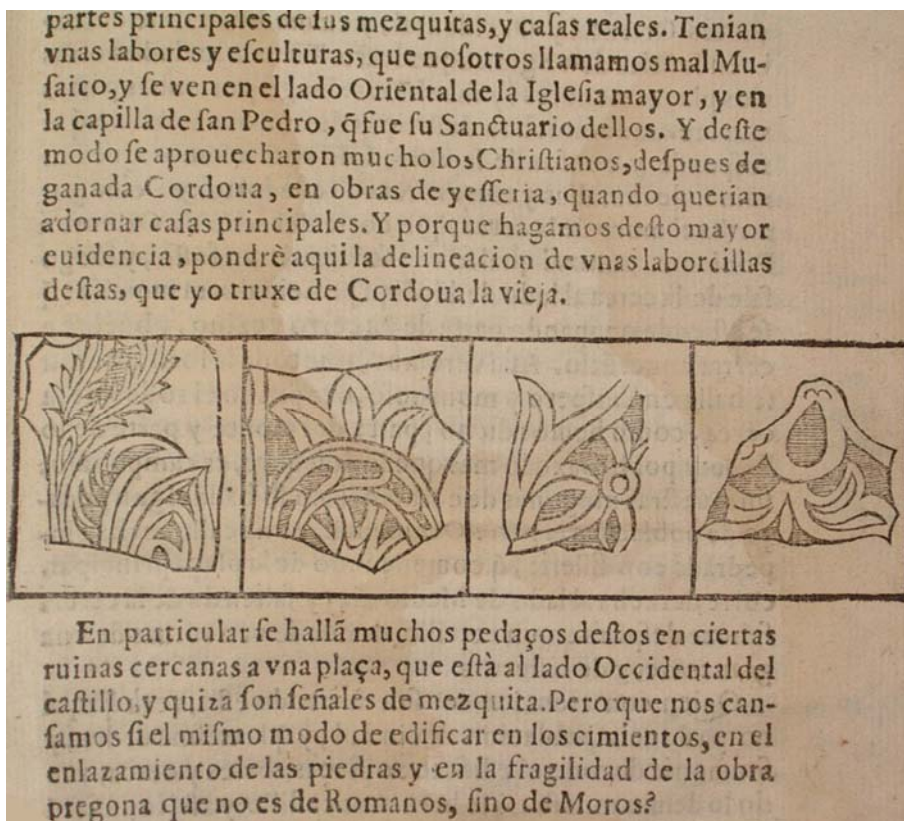 partes principales de ſus mezquitas, y caſas reales. Tenian
vnas labores y eſculturas, que noſotros llamamos mal Mu-
ſaico, y ſe ven en el lado Oriental de la Igleſia mayor, y en
la capilla de ſan Pedro, q̃ fue ſu Sanctuario dellos. Y deſte
modo ſe aprouecharon mucho los Chriſtianos, deſpues de
ganada Cordoua, en obras de yeſſeria, quando querian
adornar caſas principales. Y porque hagamos deſto mayor
euidencia, pondrè aqui la delineacion de vnas laborcillas
deſtas, que yo truxe de Cordoua la vieja.
En particular ſe hallã muchos pedaços deſtos en ciertas
ruinas cercanas a vna plaça, que eſtà al lado Occidental del
caſtillo, y quiza ſon ſeñales de mezquita. Pero que nos can-
ſamos ſi el miſmo modo de edificar en los cimientos, en el
enlazamiento de las piedras y en la fragilidad de la obra
pregona que no es de Romanos, ſino de Moros?